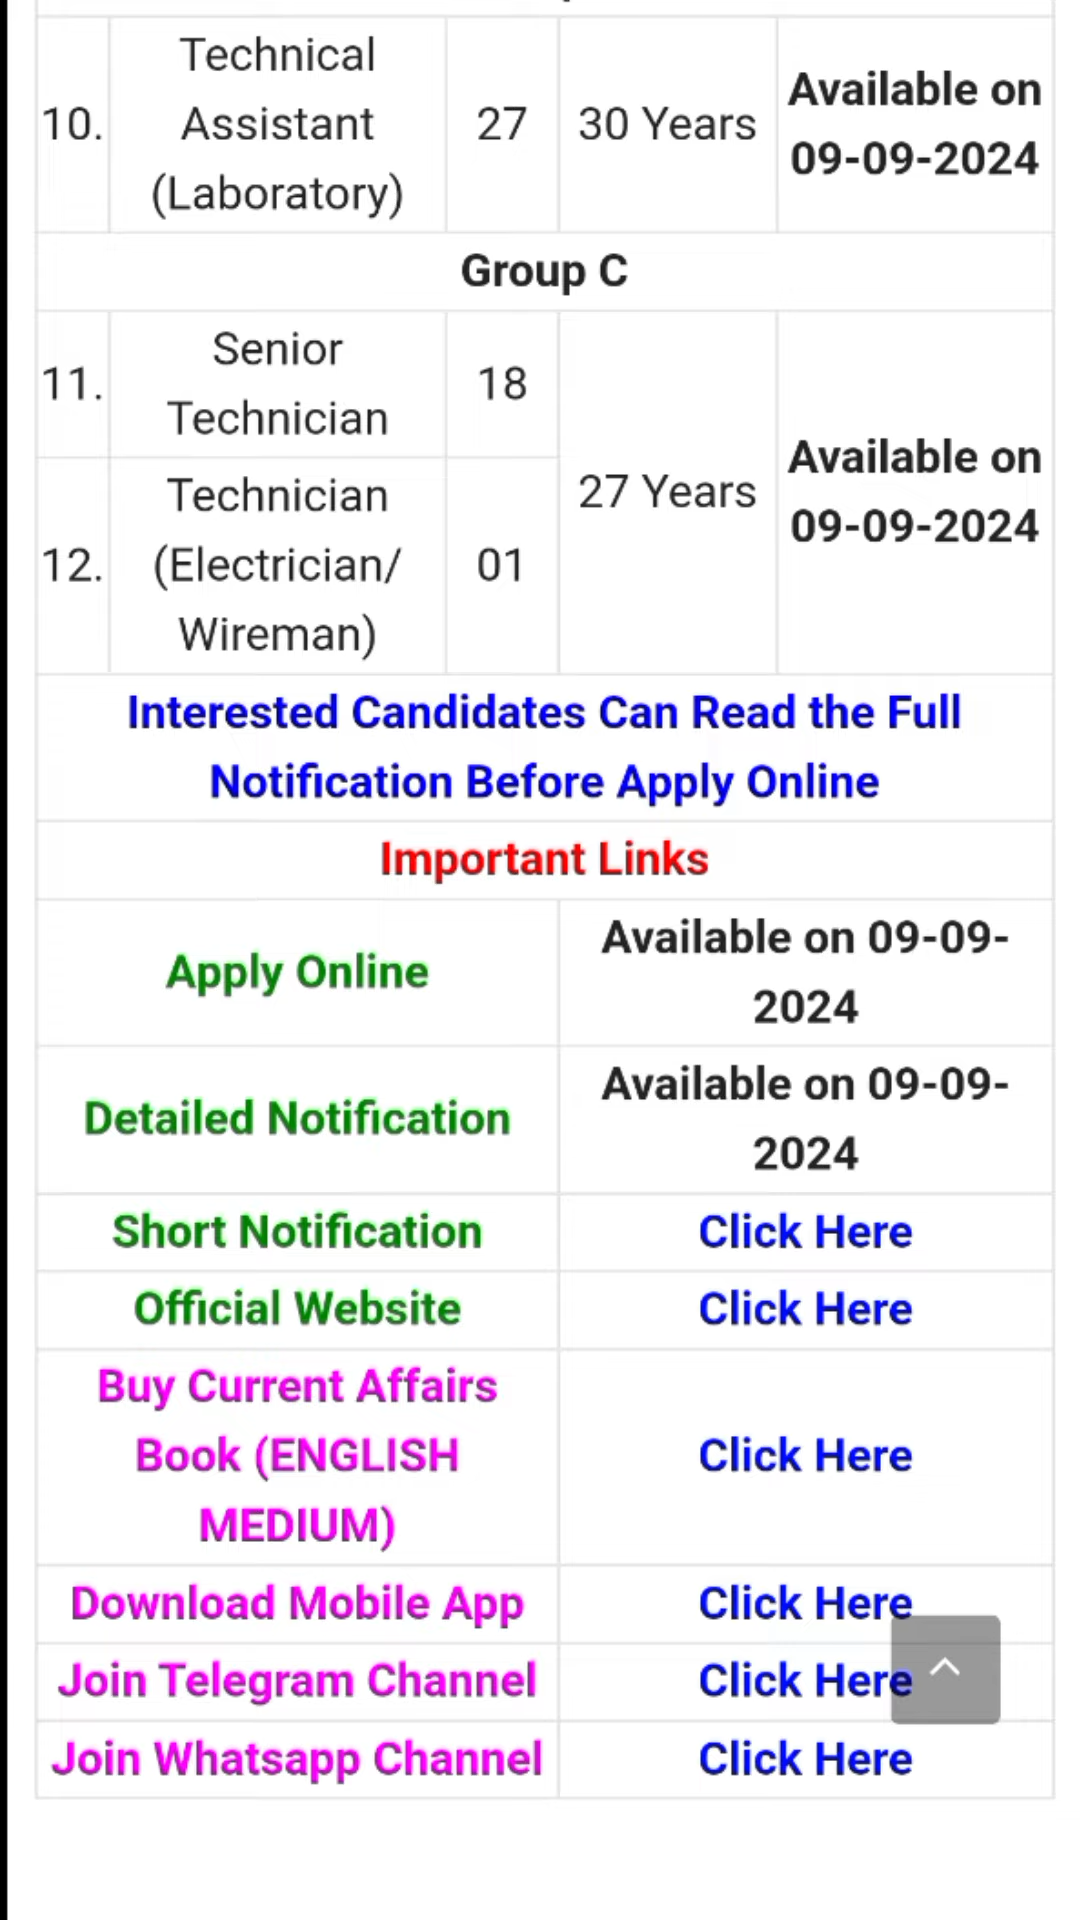 10. Technical Assistant (Laboratory) 27 30 Years Available on 09-09-2024
Group C
11. Senior Technician 18 27 Years Available on 09-09-2024
12. Technician (Electrician/ Wireman) 01
Interested Candidates Can Read the Full
Notification Before Apply Online
Important Links
Apply Online Available on 09-09-2024
Detailed Notification Available on 09-09-2024
Short Notification Click Here
Official Website Click Here
Buy Current Affairs Book (ENGLISH MEDIUM) Click Here
Download Mobile App Click Here
Join Telegram Channel Click Here
Join Whatsapp Channel Click Here